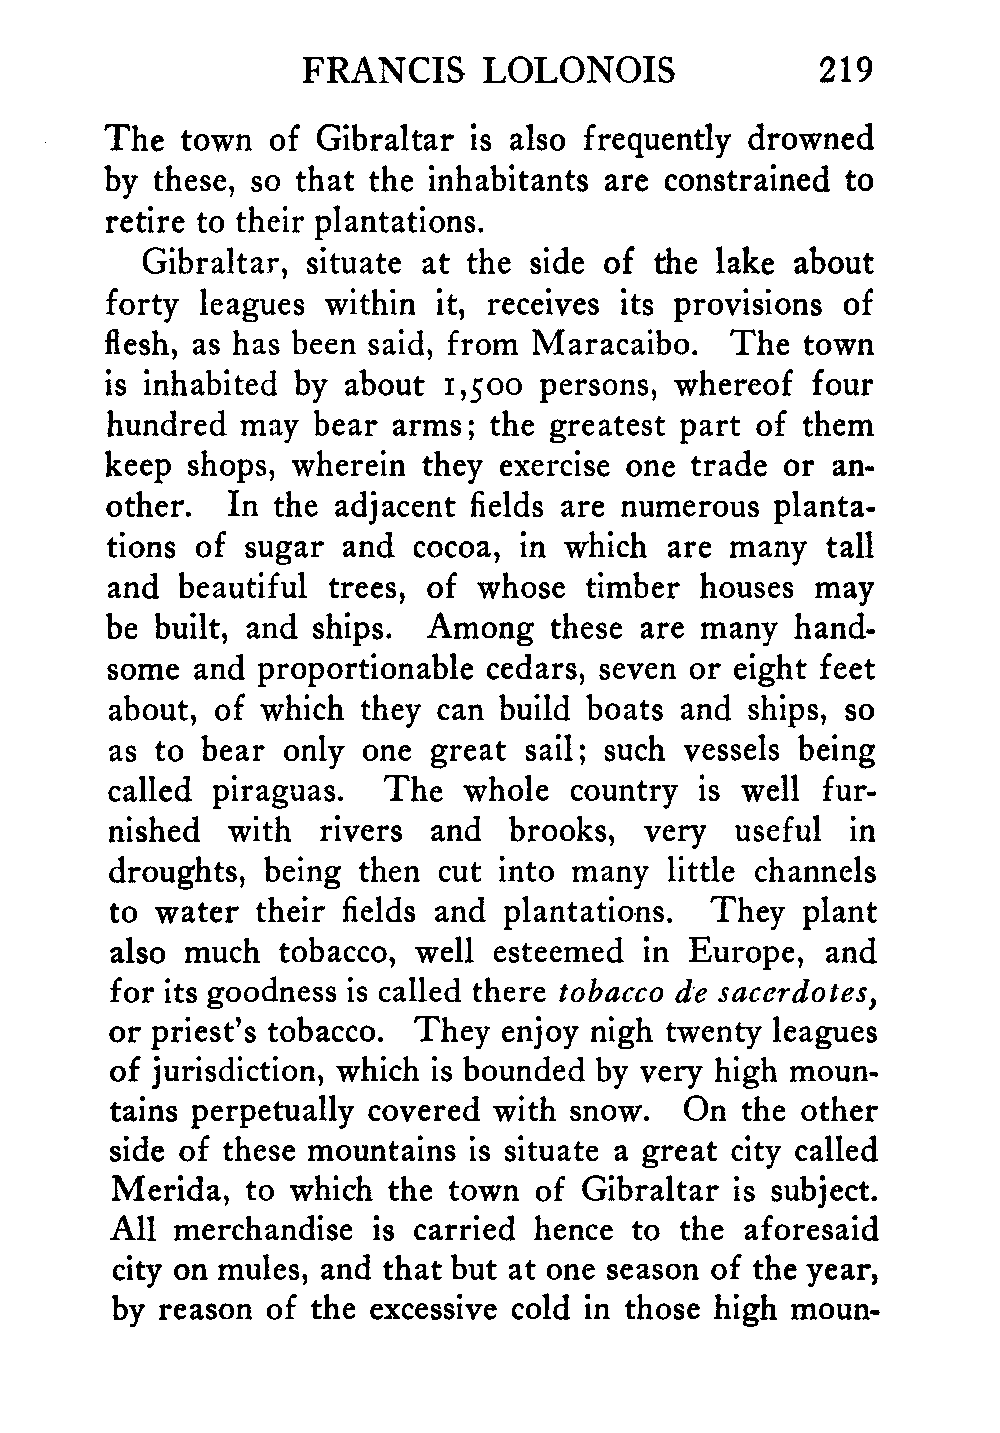 FRANCIS LOLONOIS 219
The town of Gibraltar is also frequently drowned
by these, so that the inhabitants are constrained to
retire to their plantations.
Gibraltar, situate at the side of the lake about
forty leagues within it, receives its provisions of
flesh, as has been said, from Maracaibo. The town
is inhabited by about 1,500 persons, whereof four
hundred may bear arms; the greatest part of them
keep shops, wherein they exercise one trade or an-
other. In the adjacent fields are numerous planta-
tions of sugar and cocoa, in which are many tall
and beautiful trees, of whose timber houses may
be built, and ships. Among these are many hand-
some and proportionable cedars, seven or eight feet
about, of which they can build boats and ships, so
as to bear only one great sail; such vessels being
called piraguas. The whole country is well fur-
nished with rivers and brooks, very useful in
droughts, being then cut into many little channels
to water their fields and plantations. They plant
also much tobacco, well esteemed in Europe, and
for its goodness is called there tobacco de sacerdotes,
or priest's tobacco. They enjoy nigh twenty leagues
of jurisdiction, which is bounded by very high moun-
tains perpetually covered with snow. On the other
side of these mountains is situate a great city called
Merida, to which the town of Gibraltar is subject.
All merchandise is carried hence to the aforesaid
city on mules, and that but at one season of the year,
by reason of the excessive cold in those high moun-